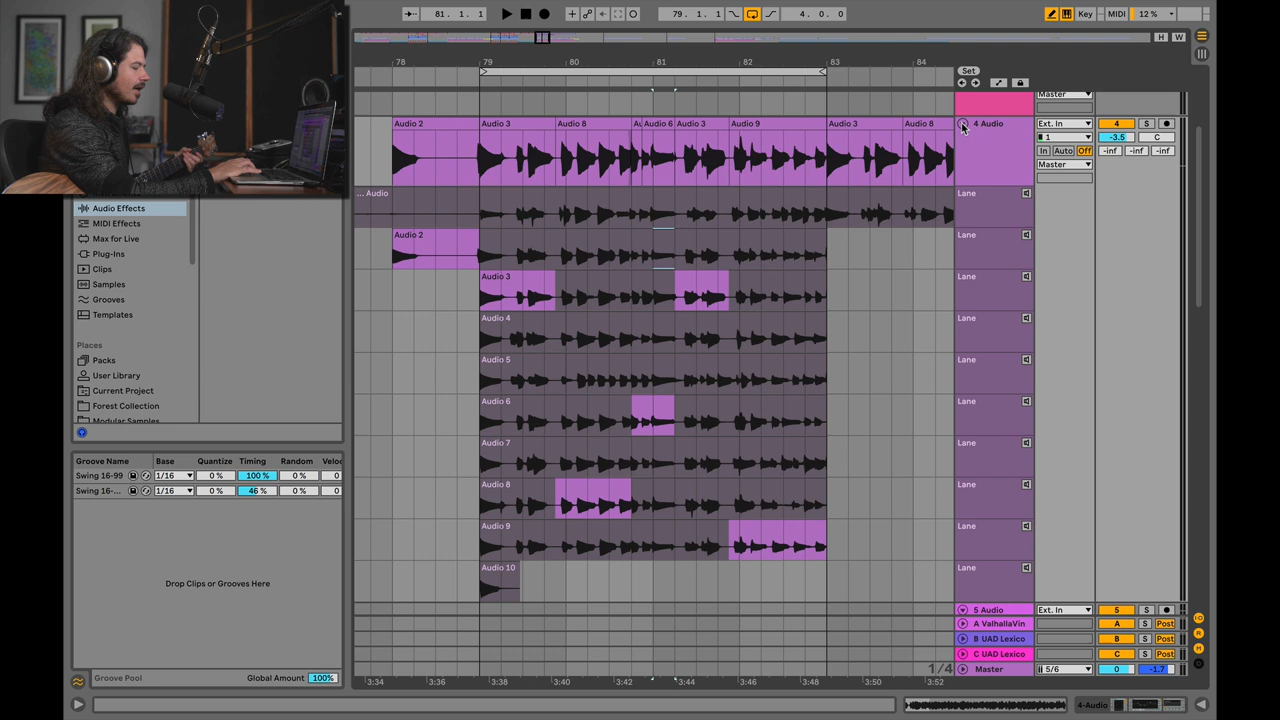 81. 1. 1
79. 1. 1
4. 0. 0
Key
MIDI
12 %
H W
78 79 80 81 82 83 84
Set
Master
Audio 2 Audio 3 Audio 8 Audio 6 Audio 3 Audio 9 Audio 3 Audio 8
4 Audio
Ext. In
4 S
1
-3.5 C
In Auto Off
-inf -inf -inf
Master
... Audio
Lane
Audio 2
Lane
Audio 3
Lane
Audio 4
Lane
Audio 5
Lane
Audio 6
Lane
Audio 7
Lane
Audio 8
Lane
Audio 9
Lane
Audio 10
Lane
5 Audio
Ext. In
5 S
A ValhallaVin
A S Post
B UAD Lexico
B S Post
C UAD Lexico
C S Post
1/4
Master
5/6
0 -1.7
3:34 3:36 3:38 3:40 3:42 3:44 3:46 3:48 3:50 3:52
4-Audio
Audio Effects
MIDI Effects
Max for Live
Plug-Ins
Clips
Samples
Grooves
Templates
Places
Packs
User Library
Current Project
Forest Collection
Modular Samples
Groove Name Base Quantize Timing Random Veloc
Swing 16-99 1/16 0 % 100 % 0 % 0
Swing 16-... 1/16 0 % 46 % 0 % 0
Drop Clips or Grooves Here
Groove Pool
Global Amount 100%